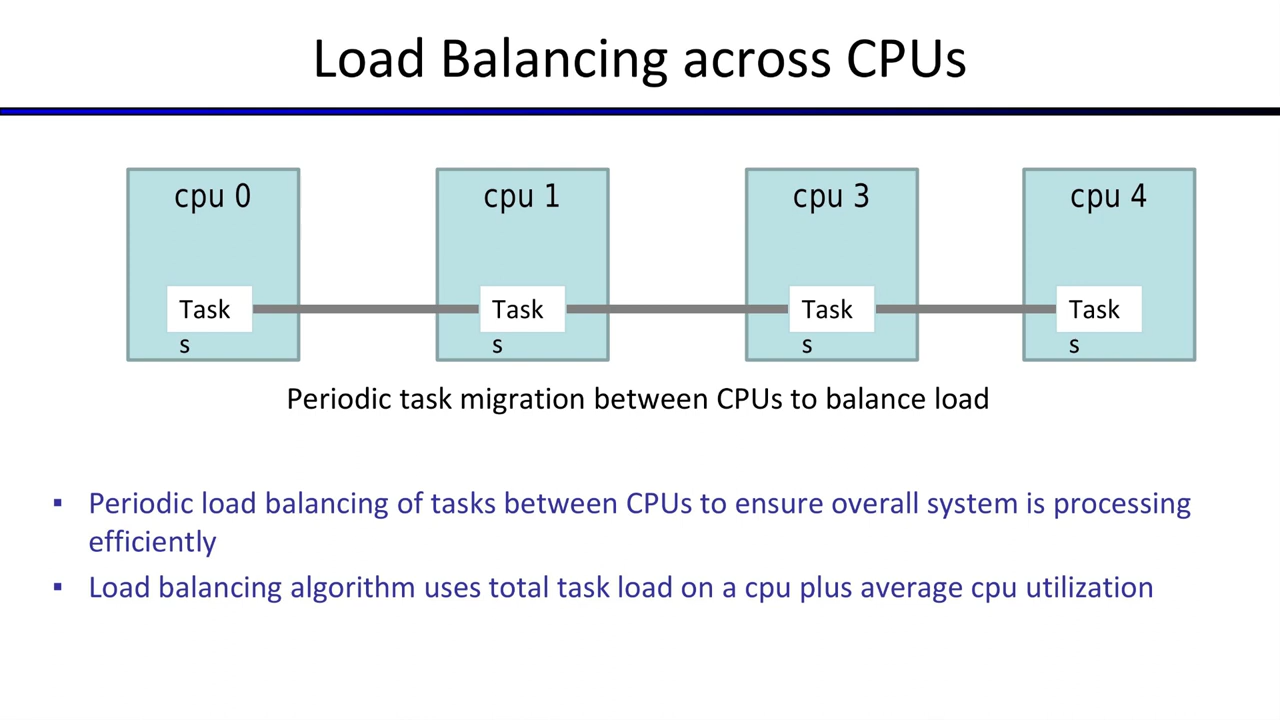 Load Balancing across CPUs
cpu 0
cpu 1
cpu 3
cpu 4
Task
s
Task
s
Task
s
Task
s
Periodic task migration between CPUs to balance load
▪ Periodic load balancing of tasks between CPUs to ensure overall system is processing
efficiently
▪ Load balancing algorithm uses total task load on a cpu plus average cpu utilization